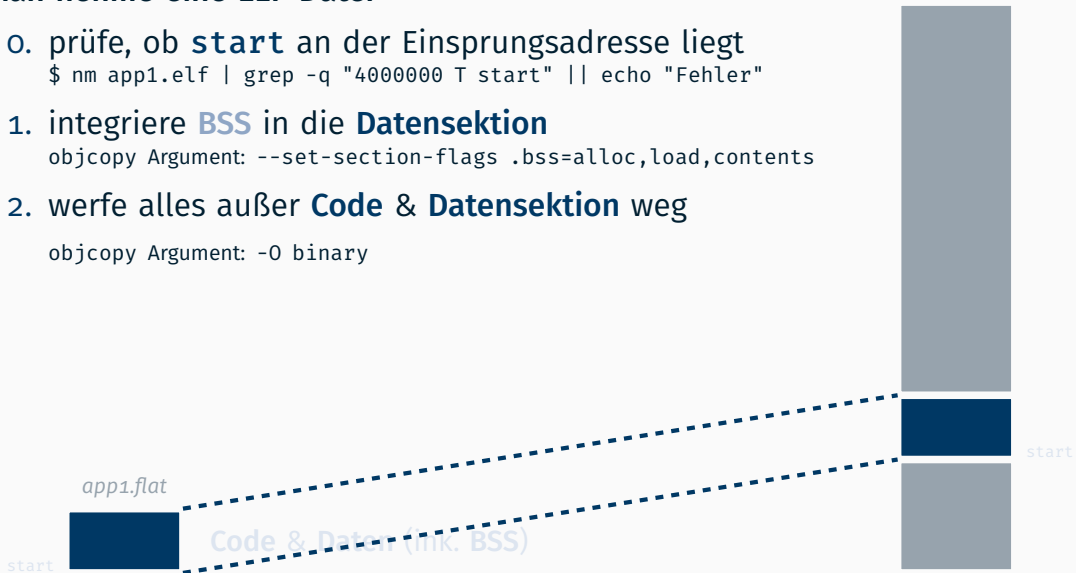 0. prüfe, ob start an der Einsprungsadresse liegt
$ nm app1.elf | grep -q "4000000 T start" || echo "Fehler"
1. integriere BSS in die Datensektion
objcopy Argument: --set-section-flags .bss=alloc,load,contents
2. werfe alles außer Code & Datensektion weg
objcopy Argument: -O binary
start
app1.flat
Code & Daten (ink. BSS)
start